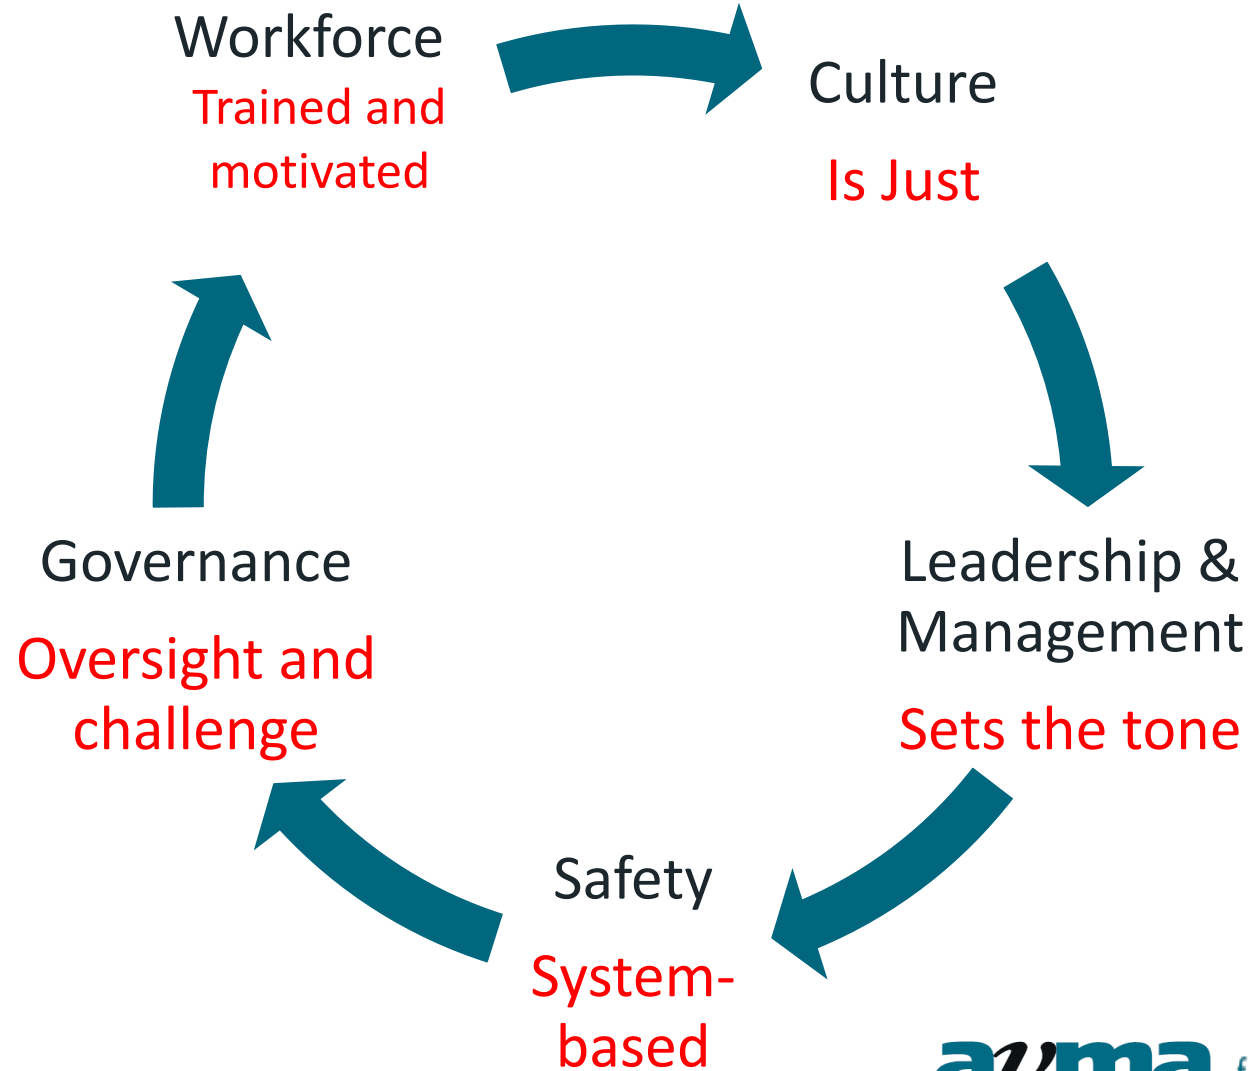 Workforce
Trained and
motivated
Culture
Is Just
Leadership &
Management
Sets the tone
Safety
System-
based
Governance
Oversight and
challenge
avma